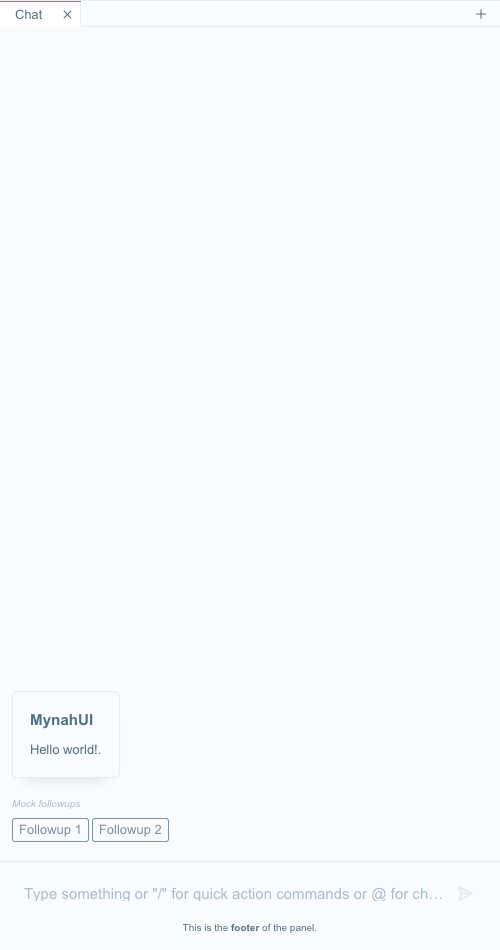 Chat
MynahUI
Hello world!.
Mock followups
Followup 1 Followup 2
Type something or "/" for quick action commands or @ for ch…
This is the footer of the panel.